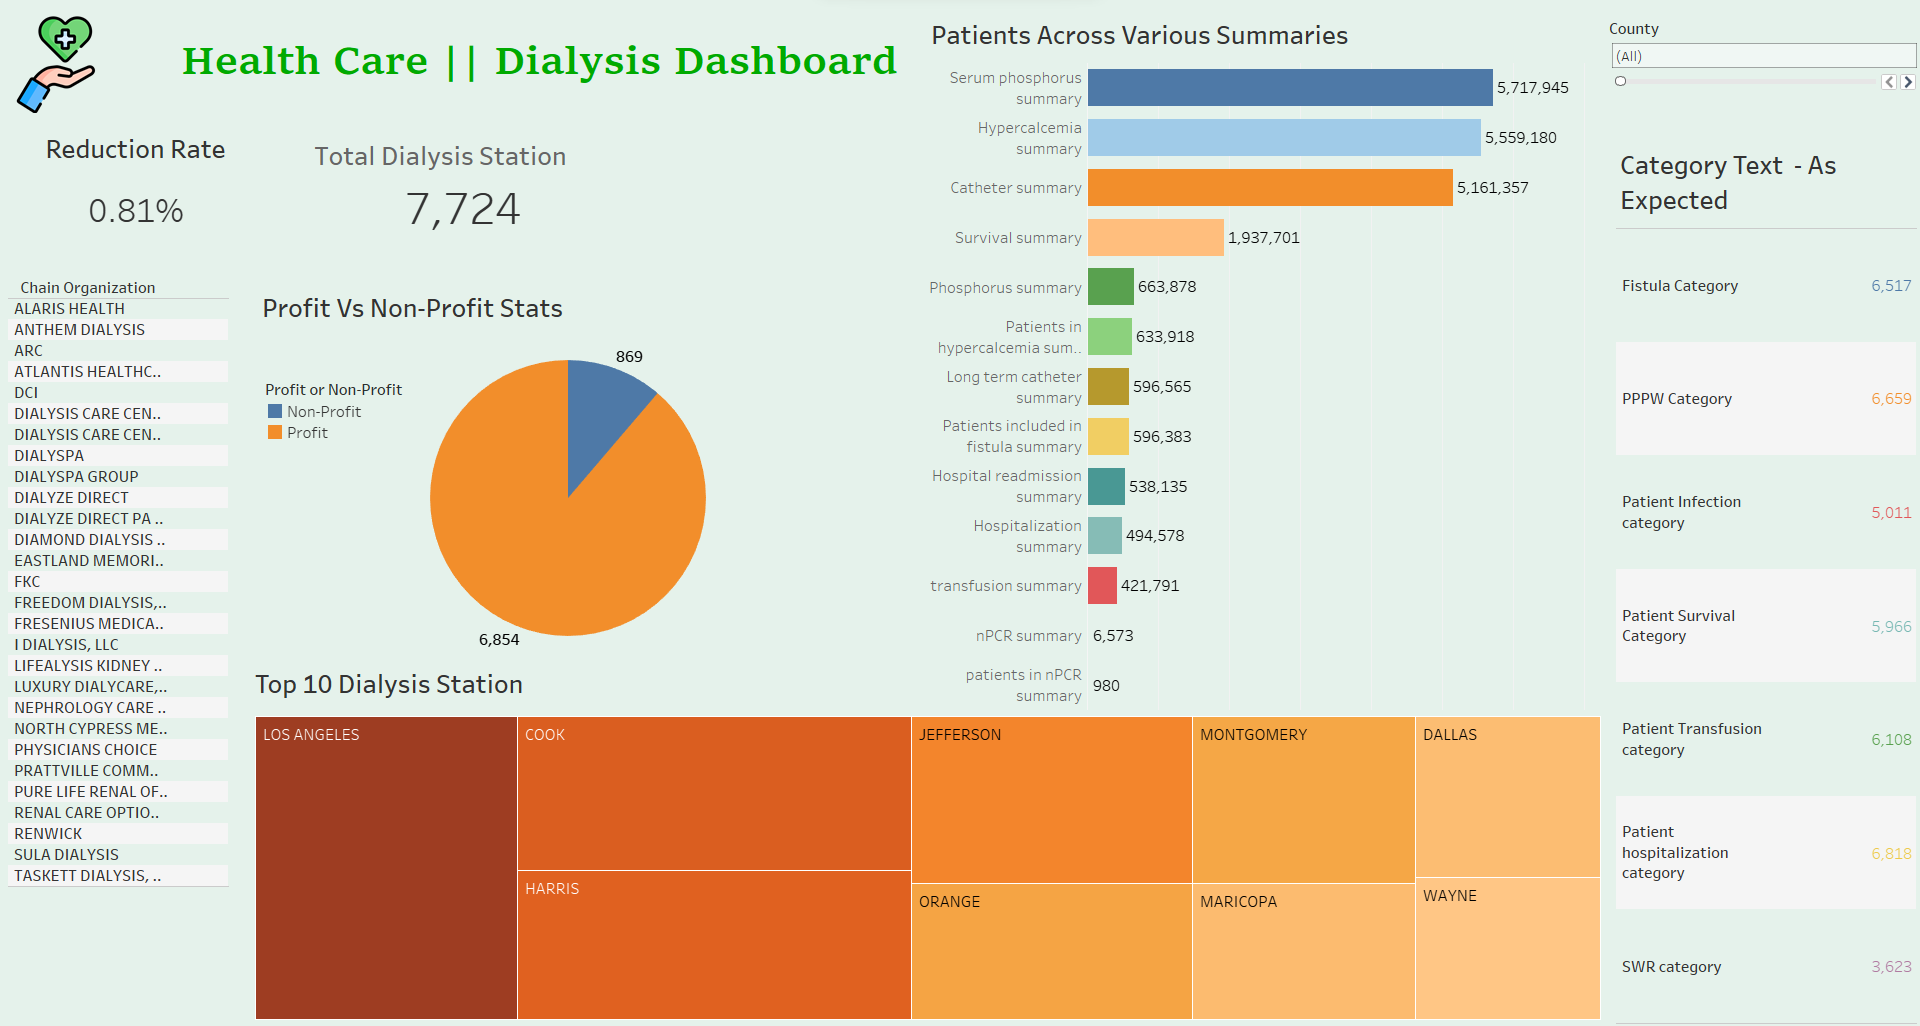 Health Care || Dialysis Dashboard
Reduction Rate
0.81%
Total Dialysis Station
7,724
Chain Organization
ALARIS HEALTH
ANTHEM DIALYSIS
ARC
ATLANTIS HEALTHC..
DCI
DIALYSIS CARE CEN..
DIALYSIS CARE CEN..
DIALYSPA
DIALYSPA GROUP
DIALYZE DIRECT
DIALYZE DIRECT PA ..
DIAMOND DIALYSIS ..
EASTLAND MEMORI..
FKC
FREEDOM DIALYSIS,..
FRESENIUS MEDICA..
I DIALYSIS, LLC
LIFEALYSIS KIDNEY ..
LUXURY DIALYCARE,..
NEPHROLOGY CARE ..
NORTH CYPRESS ME..
PHYSICIANS CHOICE
PRATTVILLE COMM..
PURE LIFE RENAL OF..
RENAL CARE OPTIO..
RENWICK
SULA DIALYSIS
TASKETT DIALYSIS, ..
Profit Vs Non-Profit Stats
Profit or Non-Profit
Non-Profit
Profit
869
6,854
Patients Across Various Summaries
Serum phosphorus
summary
5,717,945
Hypercalcemia
summary
5,559,180
Catheter summary
5,161,357
Survival summary
1,937,701
Phosphorus summary
663,878
Patients in
hypercalcemia sum..
633,918
Long term catheter
summary
596,565
Patients included in
fistula summary
596,383
Hospital readmission
summary
538,135
Hospitalization
summary
494,578
transfusion summary
421,791
nPCR summary
6,573
patients in nPCR
summary
980
Top 10 Dialysis Station
LOS ANGELES
COOK
HARRIS
JEFFERSON
ORANGE
MONTGOMERY
MARICOPA
DALLAS
WAYNE
County
(All)
Category Text - As
Expected
Fistula Category
6,517
PPPW Category
6,659
Patient Infection
category
5,011
Patient Survival
Category
5,966
Patient Transfusion
category
6,108
Patient
hospitalization
category
6,818
SWR category
3,623